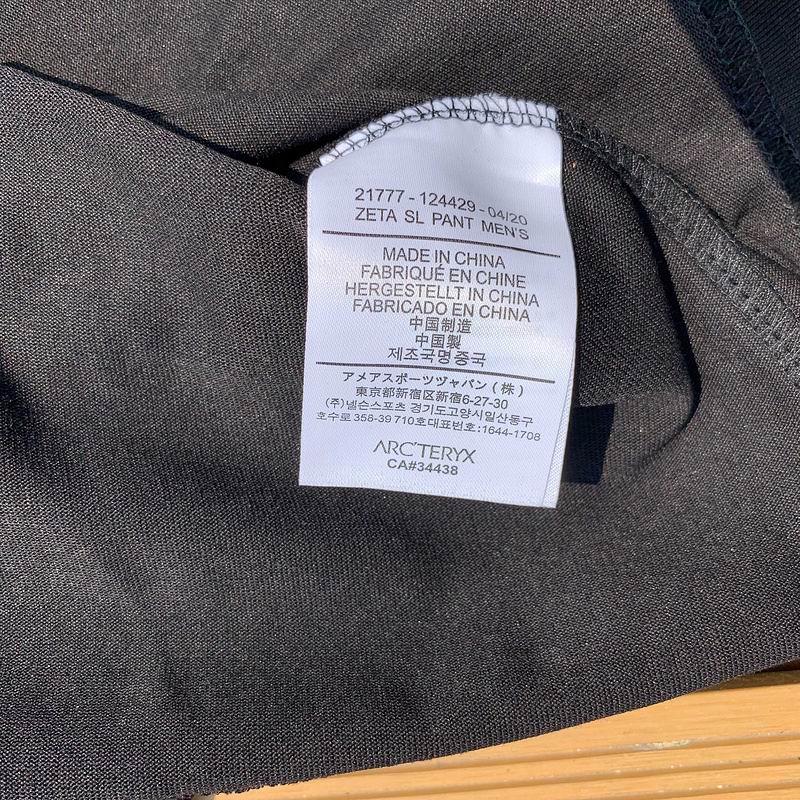 21777 - 124429 - 04/20
ZETA SL PANT MEN'S
MADE IN CHINA
FABRIQUÉ EN CHINE
HERGESTELLT IN CHINA
FABRICADO EN CHINA
中国制造
中国製
제조국명중국
アメアスポーツヅャパン(株)
東京都新宿区新宿6-27-30
(주)넬슨스포츠 경기도고양시일산동구
호수로 358-39 710호대표번호:1644-1708
ARC'TERYX
CA#34438